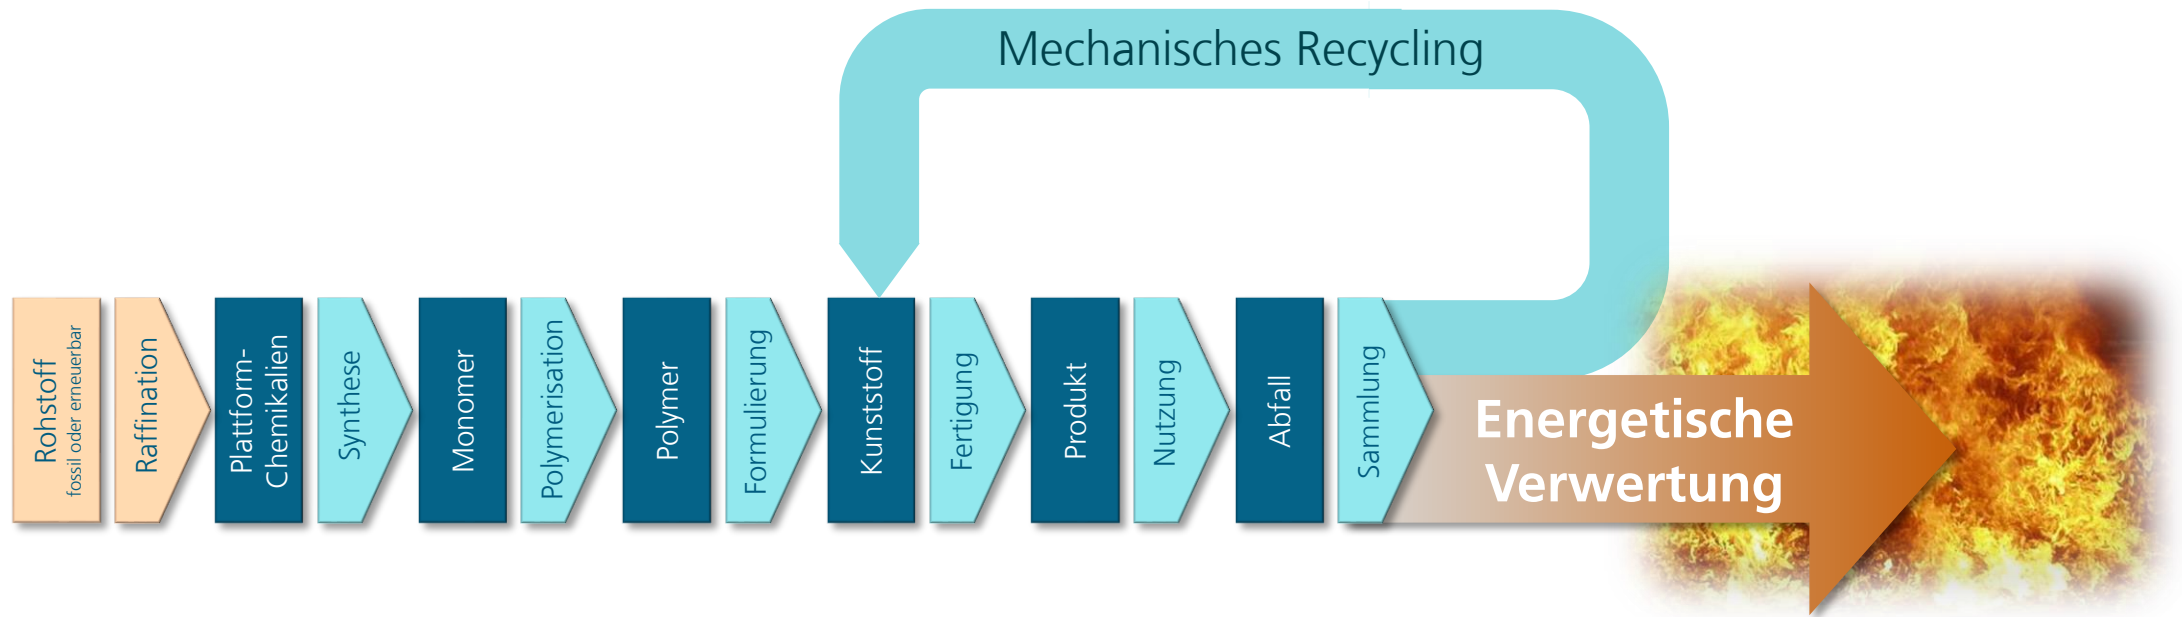 Mechanisches Recycling
Rohstoff
fossil oder erneuerbar
Raffination
Plattform-
Chemikalien
Synthese
Monomer
Polymerisation
Polymer
Formulierung
Kunststoff
Fertigung
Produkt
Nutzung
Abfall
Sammlung
Energetische
Verwertung